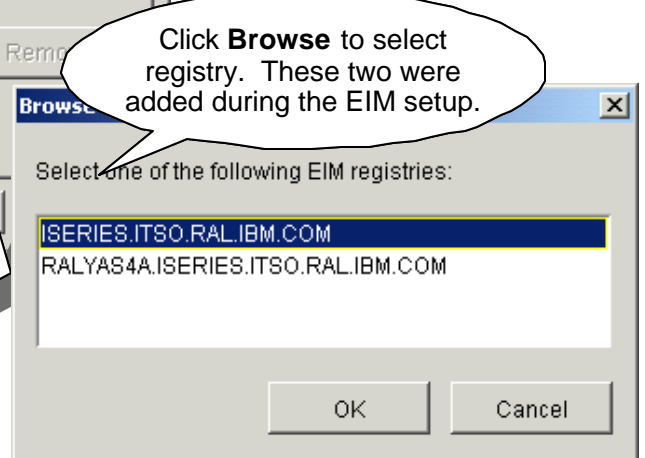 Remo
Click Browse to select
registry. These two were
added during the EIM setup.
Browse
Select one of the following EIM registries:
ISERIES.ITSO.RAL.IBM.COM
RALYAS4A.ISERIES.ITSO.RAL.IBM.COM
OK
Cancel